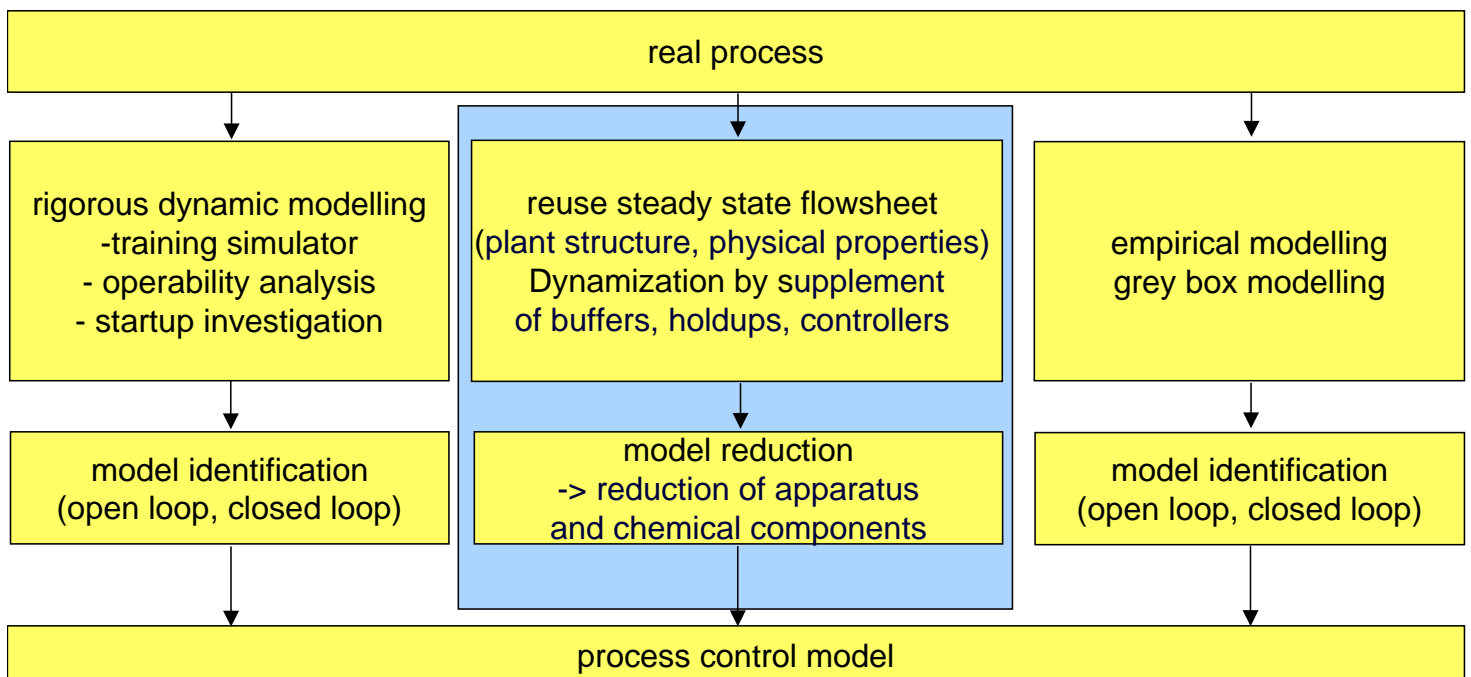 real process
rigorous dynamic modelling
-training simulator
- operability analysis
- startup investigation
reuse steady state flowsheet
(plant structure, physical properties)
Dynamization by supplement
of buffers, holdups, controllers
empirical modelling
grey box modelling
model identification
(open loop, closed loop)
model reduction
-> reduction of apparatus
and chemical components
model identification
(open loop, closed loop)
process control model